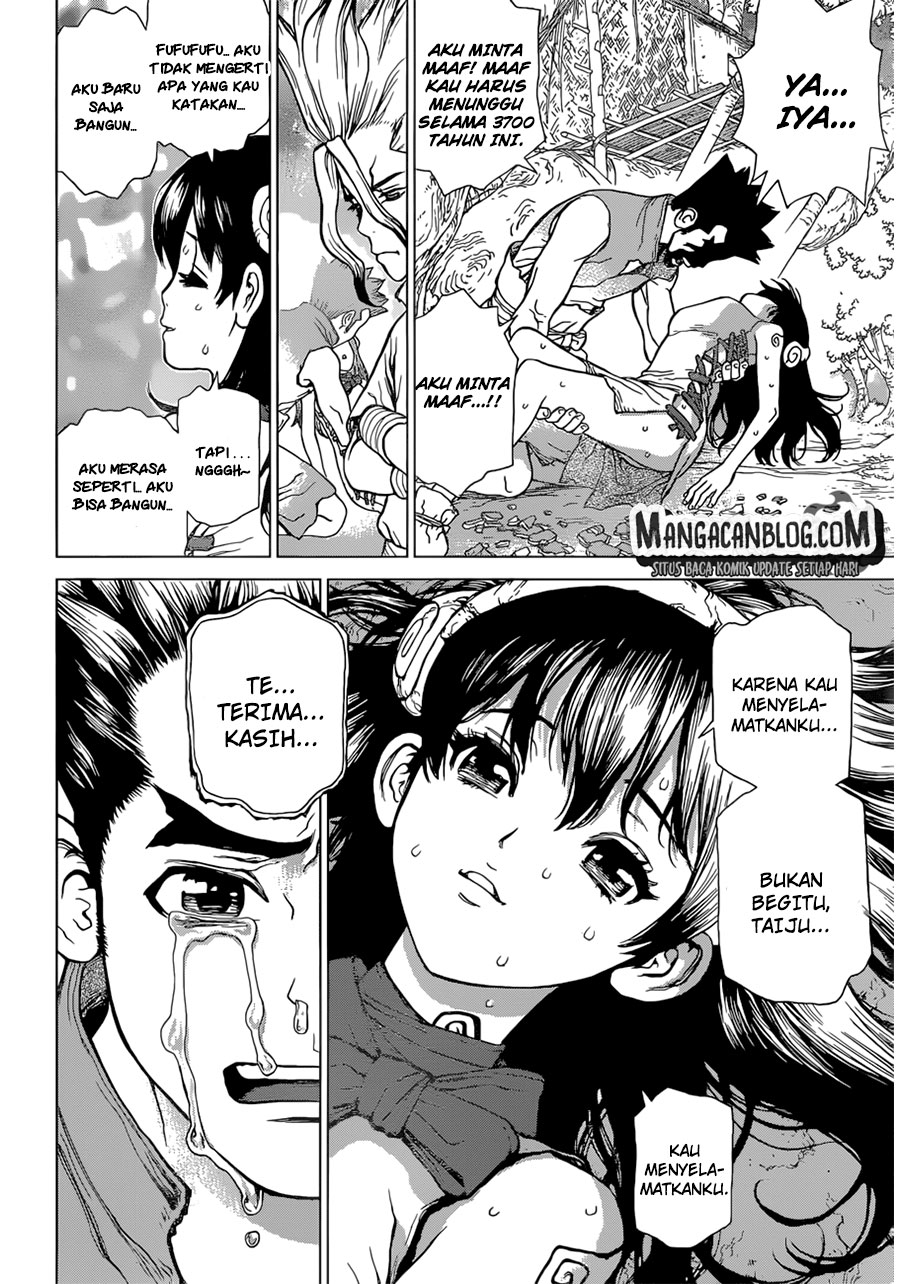 YA...
IYA...
AKU MINTA
MAAF! MAAF
KAU HARUS
MENUNGGU
SELAMA 3700
TAHUN INI.
AKU MINTA
MAAF...!!
FUFUFUFU... AKU
TIDAK MENGERTI
APA YANG KAU
KATAKAN...
AKU BARU
SAJA
BANGUN...
TAPI...
NGGGH~
AKU MERASA
SEPERTI... AKU
BISA BANGUN...
MANGACANBLOG.COM
SITUS BACA KOMIK UPDATE SETIAP HARI
KARENA KAU
MENYELA-
MATKANKU...
BUKAN
BEGITU,
TAIJU...
KAU
MENYELA-
MATKANKU.
TE...
TERIMA...
KASIH...